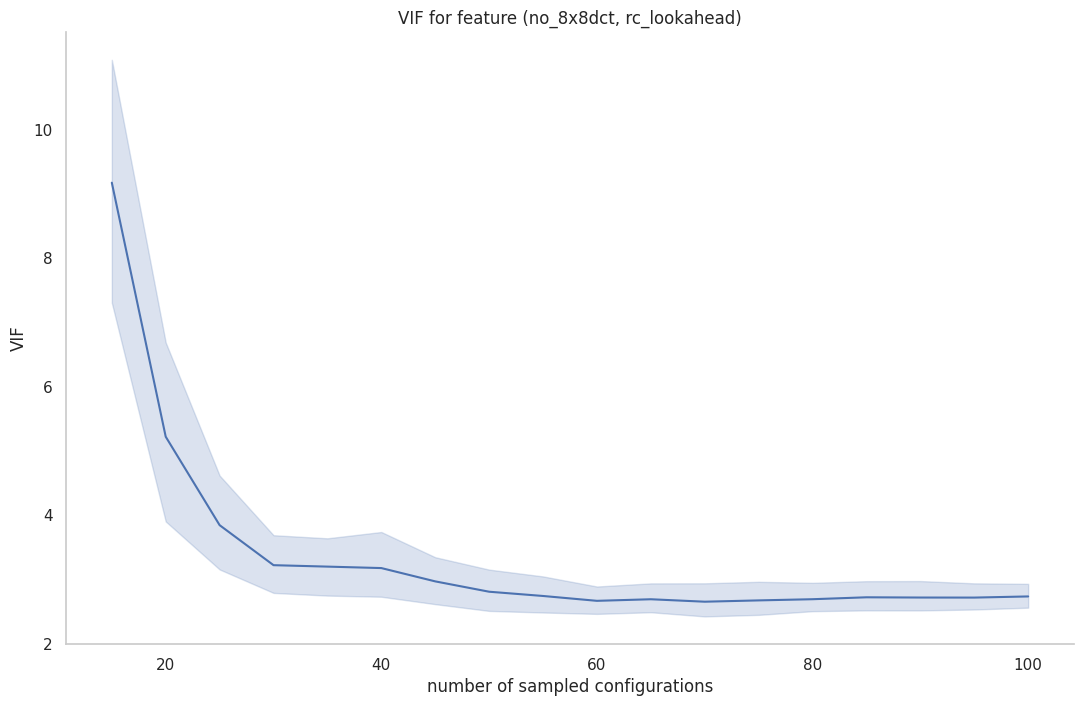 VIF for feature (no_8x8dct, rc_lookahead)
10
8
6
4
2
VIF
20 40 60 80 100
number of sampled configurations